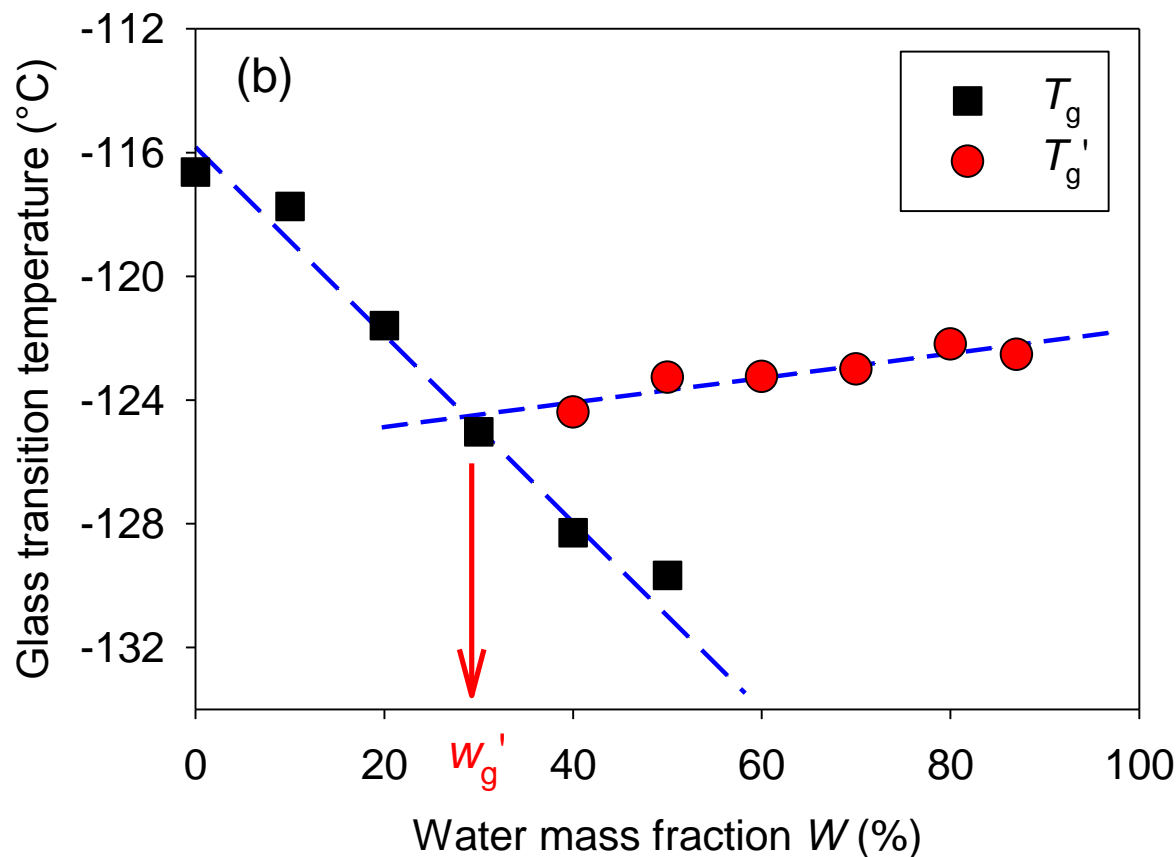 (b)
Tg
Tg'
Glass transition temperature (°C)
-112
-116
-120
-124
-128
-132
0
20
wg'
40
60
80
100
Water mass fraction W (%)